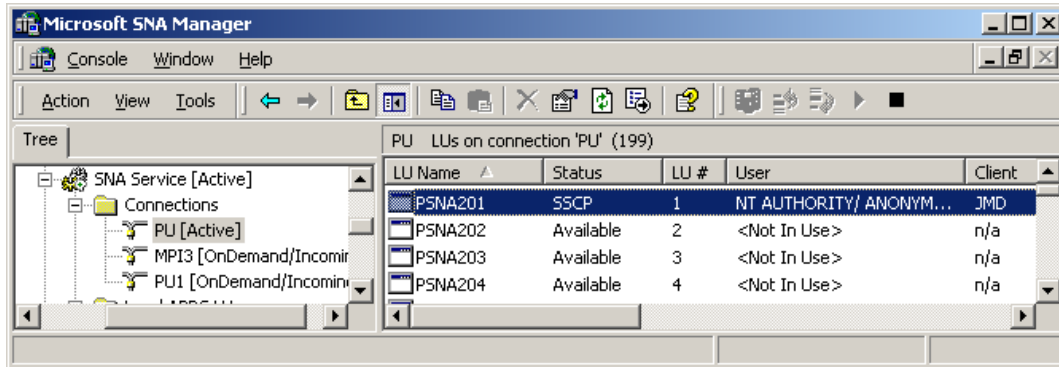 Microsoft SNA Manager
Console Window Help
Action View Tools
Tree
PU LUs on connection 'PU' (199)
SNA Service [Active]
Connections
PU [Active]
MPI3 [OnDemand/Incomin
PU1 [OnDemand/Incomin
LU Name Status LU # User Client
PSNA201 SSCP 1 NT AUTHORITY/ ANONYM... JMD
PSNA202 Available 2 <Not In Use> n/a
PSNA203 Available 3 <Not In Use> n/a
PSNA204 Available 4 <Not In Use> n/a